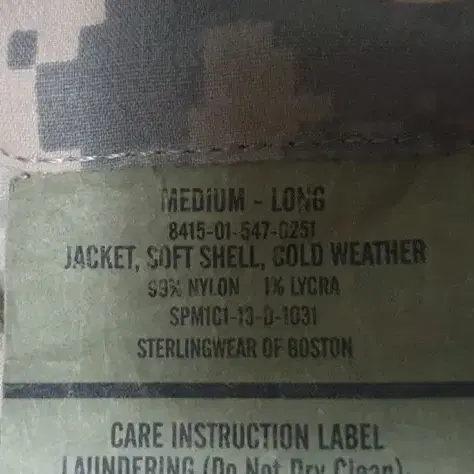 MEDIUM - LONG
8415-01-547-0251
JACKET, SOFT SHELL, COLD WEATHER
99% NYLON 1% LYCRA
SPM1C1-13-D-1031
STERLINGWEAR OF BOSTON
CARE INSTRUCTION LABEL
LAUNDERING (Do Not Dry Clean)